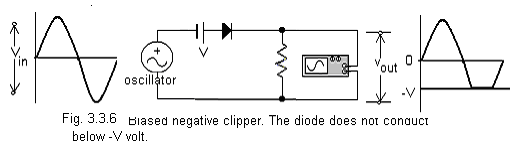 V in
oscillator
+
V
V out
0
-V
Fig. 3.3.6 Biased negative clipper. The diode does not conduct
below -V volt.